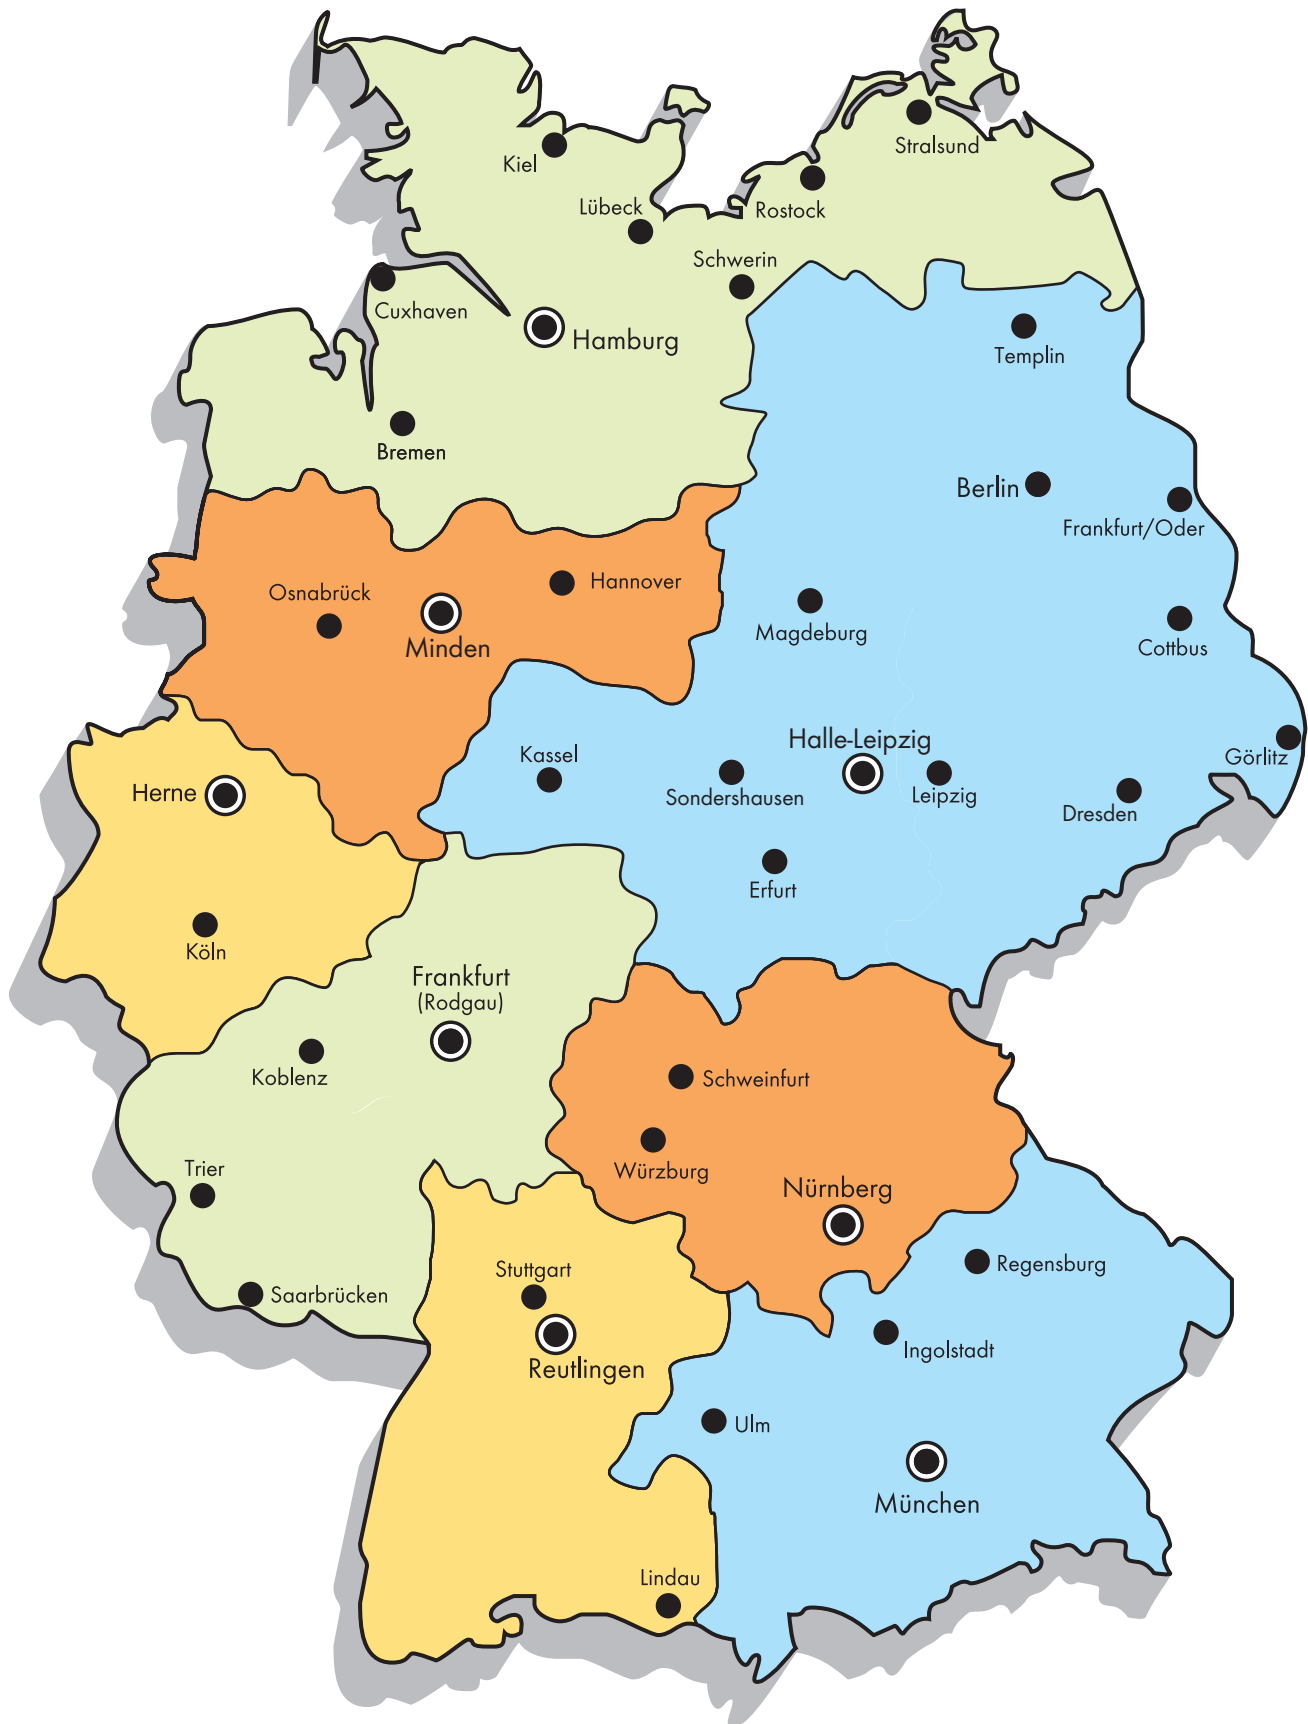 Stralsund
Kiel
Lübeck
Rostock
Schwerin
Cuxhaven
Hamburg
Templin
Bremen
Berlin
Frankfurt/Oder
Hannover
Osnabrück
Magdeburg
Minden
Cottbus
Halle-Leipzig
Kassel
Görlitz
Herne
Sondershausen
Leipzig
Dresden
Erfurt
Köln
Frankfurt
(Rodgau)
Koblenz
Schweinfurt
Trier
Würzburg
Nürnberg
Stuttgart
Regensburg
Saarbrücken
Ingolstadt
Reutlingen
Ulm
München
Lindau